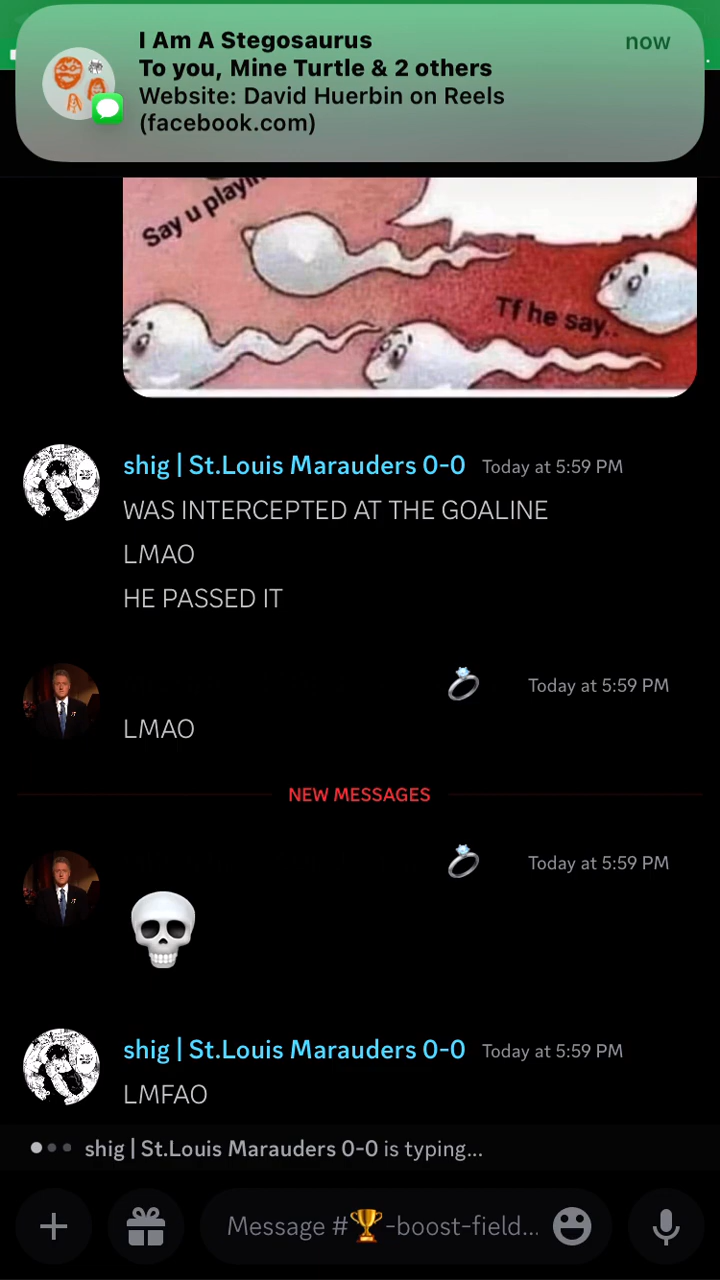 I Am A Stegosaurus
now
To you, Mine Turtle & 2 others
Website: David Huerbin on Reels
(facebook.com)
Say u playin
Tf he say..
shig | St.Louis Marauders 0-0 Today at 5:59 PM
WAS INTERCEPTED AT THE GOALINE
LMAO
HE PASSED IT
Today at 5:59 PM
LMAO
NEW MESSAGES
Today at 5:59 PM
shig | St.Louis Marauders 0-0 Today at 5:59 PM
LMFAO
shig | St.Louis Marauders 0-0 is typing...
Message #🏆-boost-field...